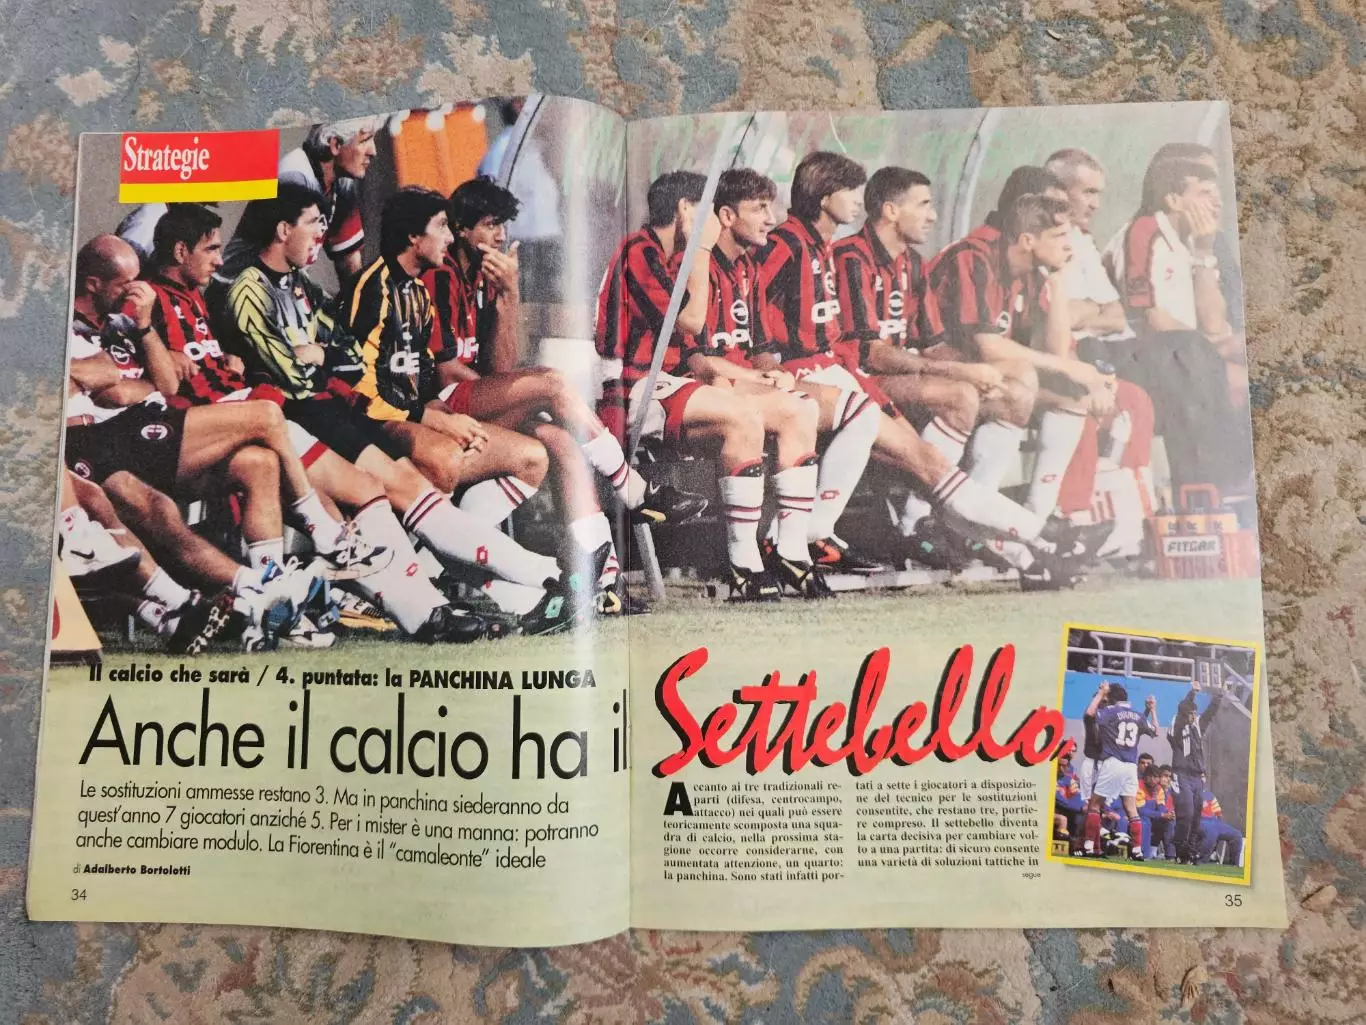 Strategie
OPEL
FITGAR
Il calcio che sarà / 4. puntata: la PANCHINA LUNGA
Anche il calcio ha il
Settebello
Le sostituzioni ammesse restano 3. Ma in panchina siederanno da
quest'anno 7 giocatori anziché 5. Per i mister è una manna: potranno
anche cambiare modulo. La Fiorentina è il "camaleonte" ideale
di Adalberto Bortolotti
34
Accanto ai tre tradizionali re-
parti (difesa, centrocampo,
attacco) nei quali può essere
teoricamente scomposta una squa-
dra di calcio, nella prossima sta-
gione occorre considerarne, con
aumentata attenzione, un quarto:
la panchina. Sono stati infatti por-
tati a sette i giocatori a disposizio-
ne del tecnico per le sostituzioni
consentite, che restano tre, portie-
re compreso. Il settebello diventa
la carta decisiva per cambiare vol-
to a una partita: di sicuro consente
una varietà di soluzioni tattiche in
segue
13
35